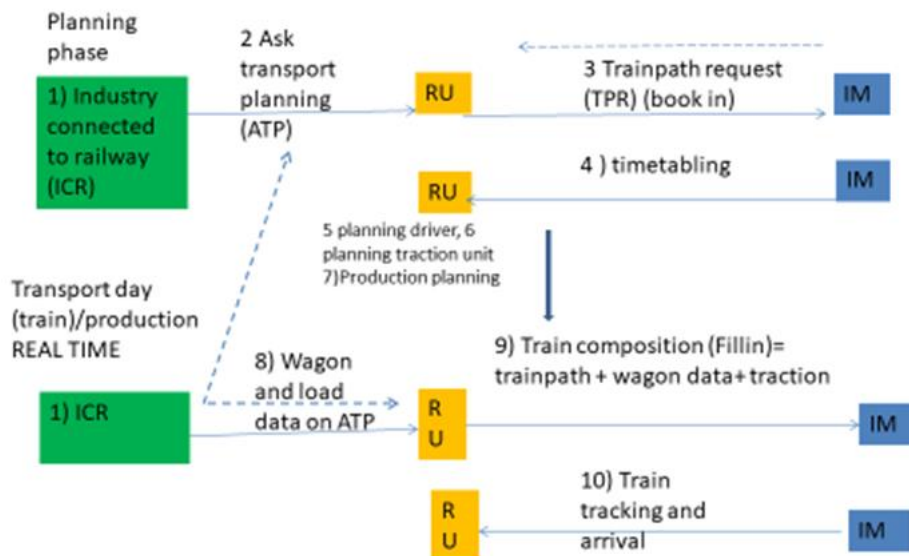 Planning
phase
1) Industry
connected
to railway
(ICR)
2 Ask
transport
planning
(ATP)
RU
3 Trainpath request
(TPR) (book in)
IM
RU
4 ) timetabling
IM
5 planning driver, 6
planning traction unit
7)Production planning
Transport day
(train)/production
REAL TIME
1) ICR
8) Wagon
and load
data on ATP
R
U
9) Train composition (Fillin)=
trainpath + wagon data+ traction
IM
R
U
10) Train
tracking and
arrival
IM